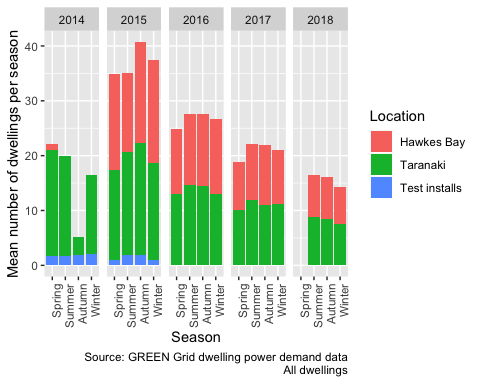 2014 2015 2016 2017 2018
Mean number of dwellings per season
40
30
20
10
0
Spring Summer Autumn Winter Spring Summer Autumn Winter Spring Summer Autumn Winter Spring Summer Autumn Winter Spring Summer Autumn Winter
Season
Location
Hawkes Bay
Taranaki
Test installs
Source: GREEN Grid dwelling power demand data
All dwellings